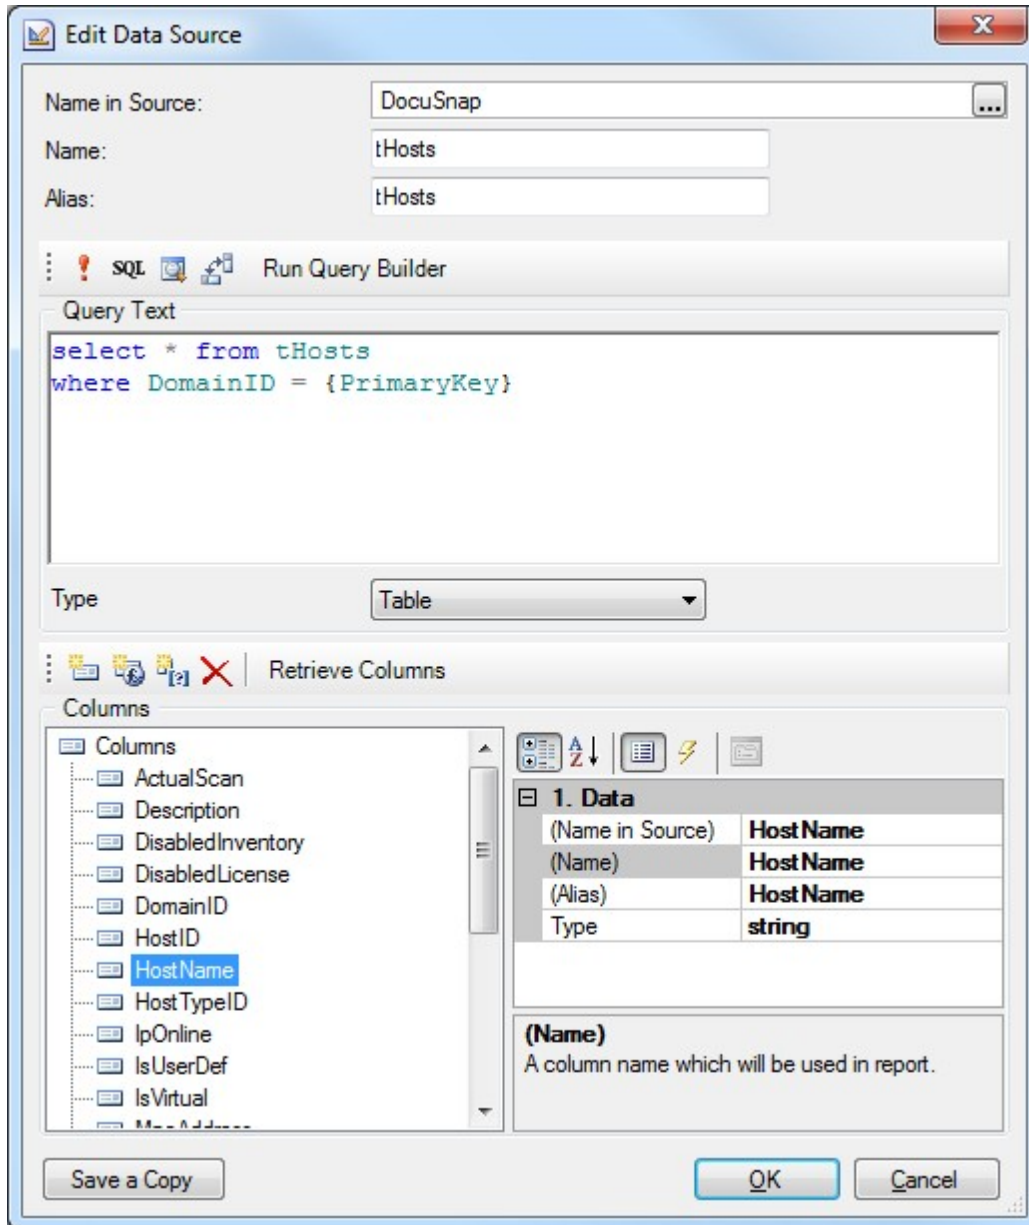 Edit Data Source
Name in Source: DocuSnap ...
Name: tHosts
Alias: tHosts
SQL Run Query Builder
Query Text
select * from tHosts
where DomainID = {PrimaryKey}
Type Table
Retrieve Columns
Columns
Columns
ActualScan
Description
DisabledInventory
DisabledLicense
DomainID
HostID
HostName
HostTypeID
IpOnline
IsUserDef
IsVirtual
1. Data
(Name in Source) HostName
(Name) HostName
(Alias) HostName
Type string
(Name)
A column name which will be used in report.
Save a Copy OK Cancel